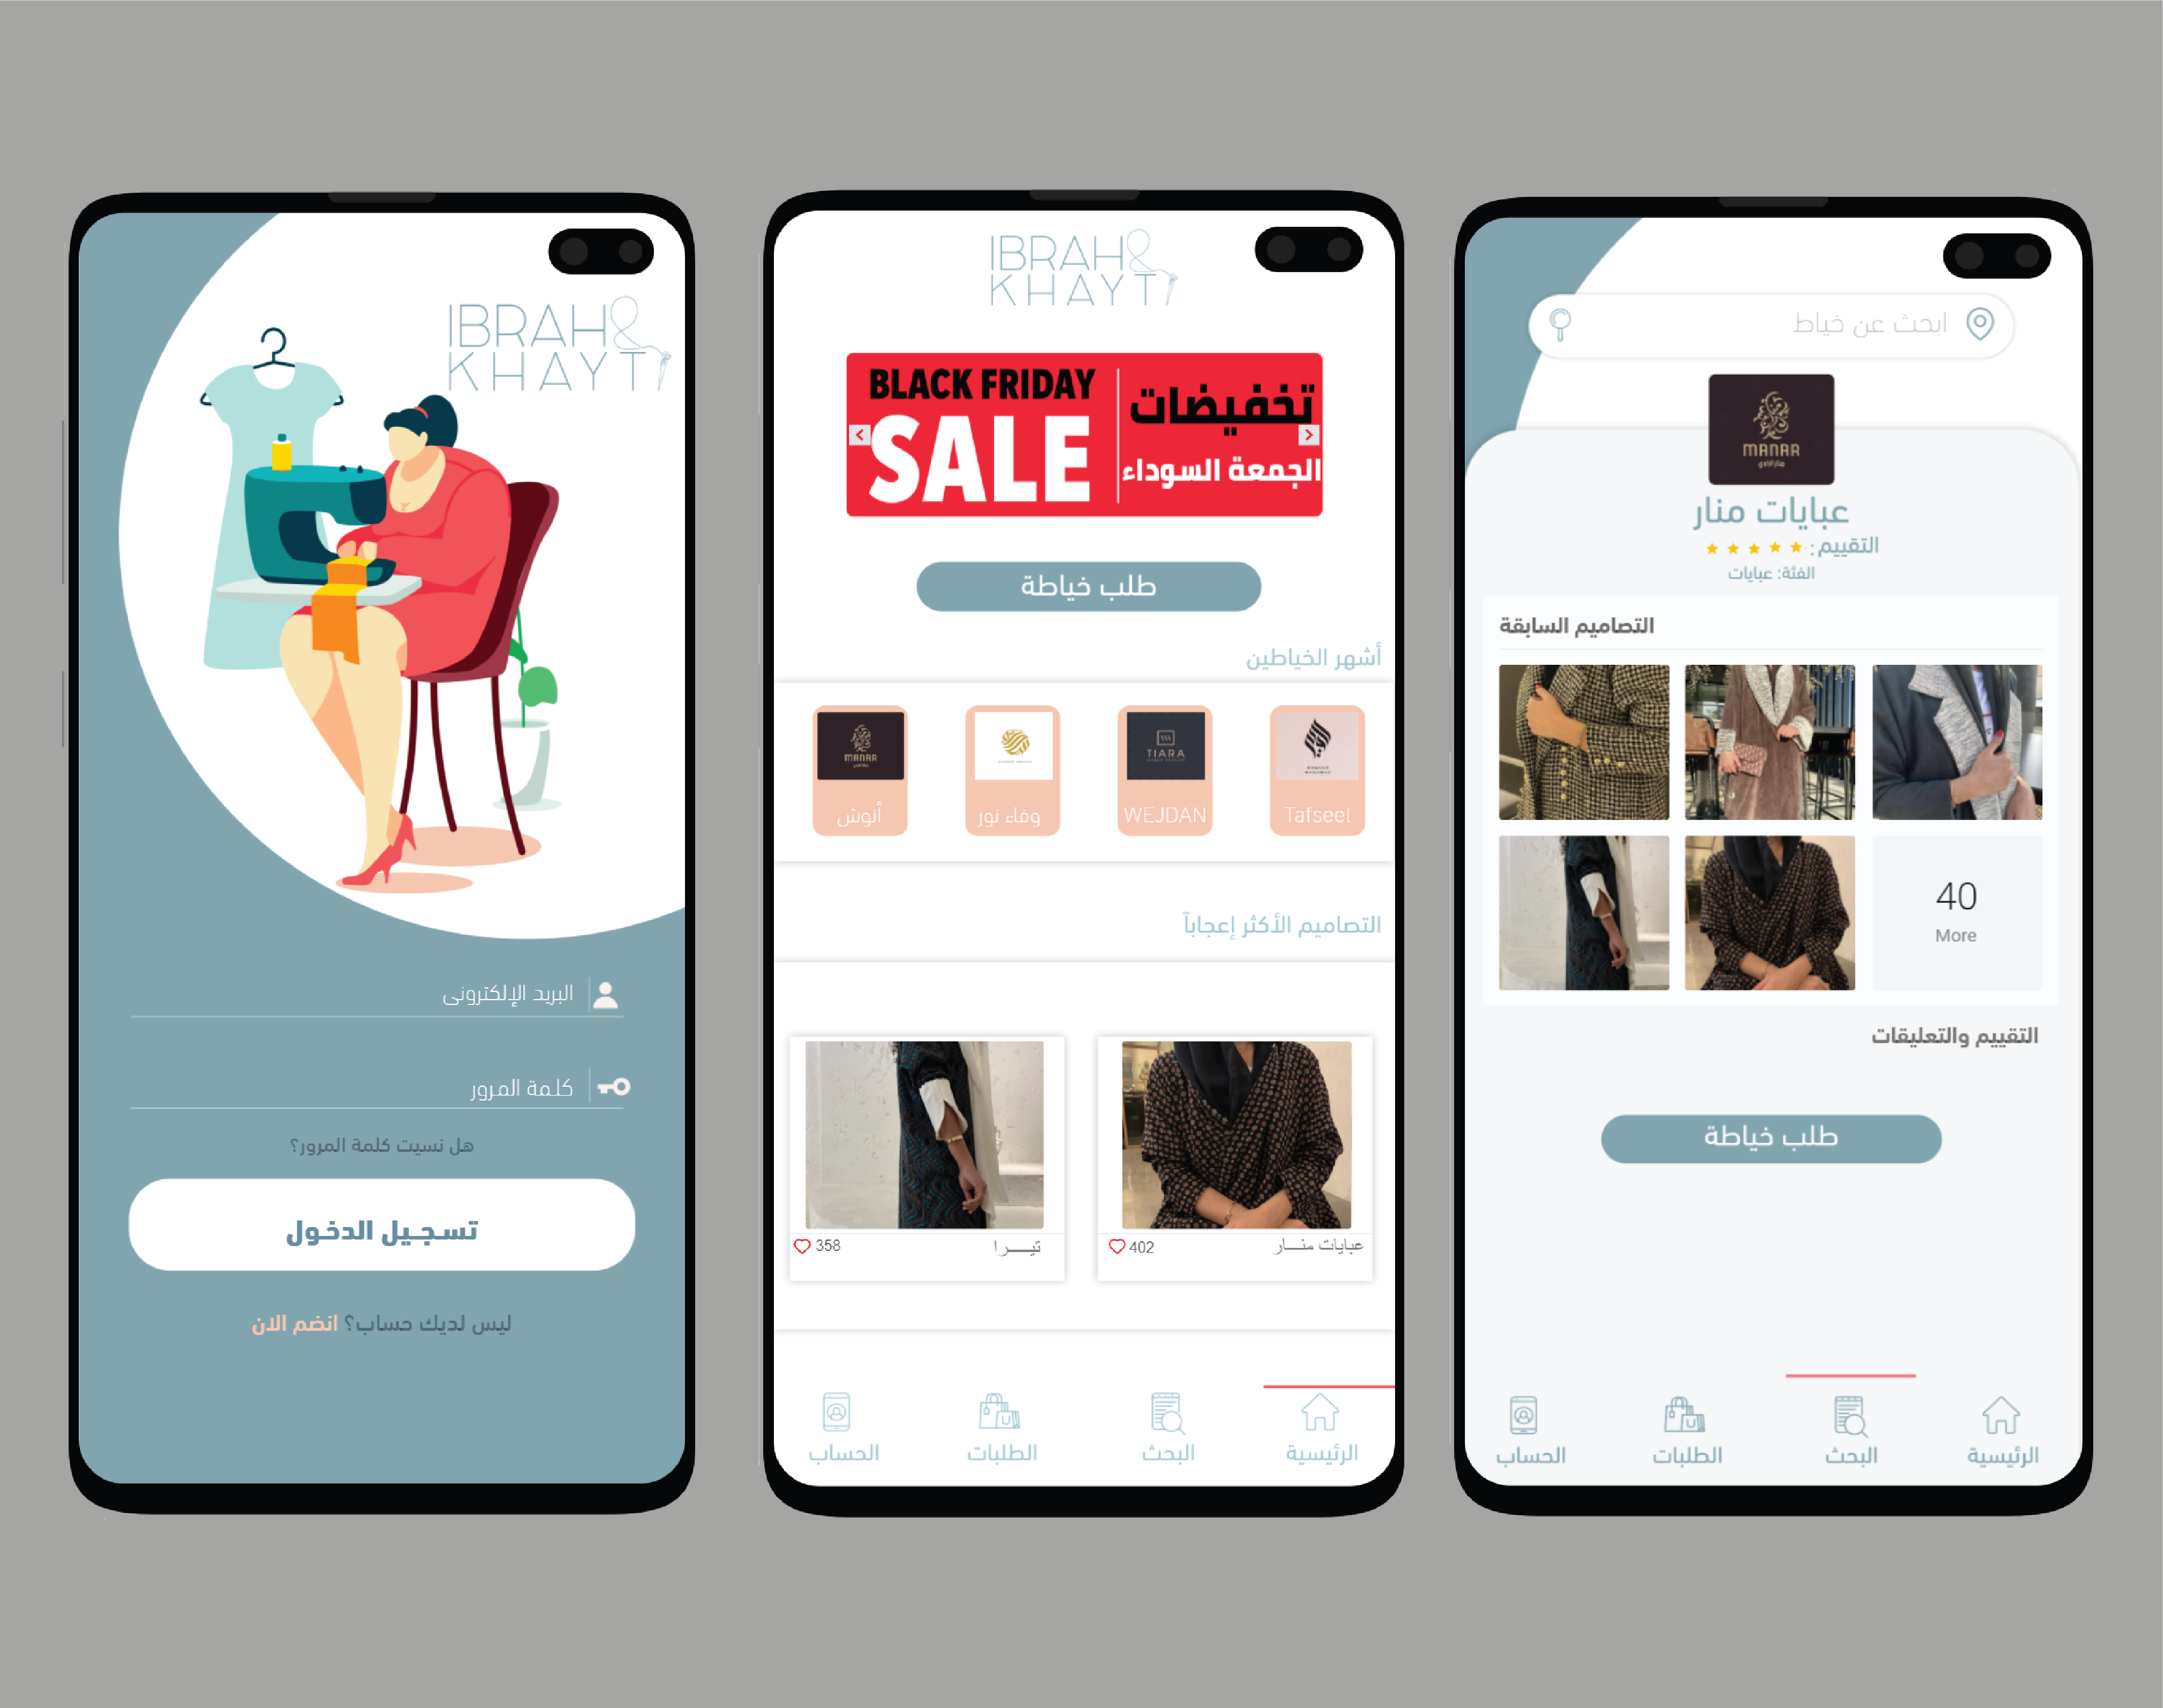 IBRAH&
KHAYT
البريد الإلكترونى
كلمة المرور
هل نسيت كلمة المرور؟
تسجيل الدخول
ليس لديك حساب؟ انضم الان
IBRAH&
KHAYT
BLACK FRIDAY
SALE
تخفيضات
الجمعة السوداء
طلب خياطة
أشهر الخياطين
TIARA
MANAR
Tafseel
WEJDAN
وفاء نور
أنوش
التصاميم الأكثر إعجاباً
عبايات منار
402
تيرا
358
الرئيسية
البحث
الطلبات
الحساب
ابحث عن خياط
MANAR
عبايات منار
التقييم :
الفئة: عبايات
التصاميم السابقة
40
More
التقييم والتعليقات
طلب خياطة
الرئيسية
البحث
الطلبات
الحساب